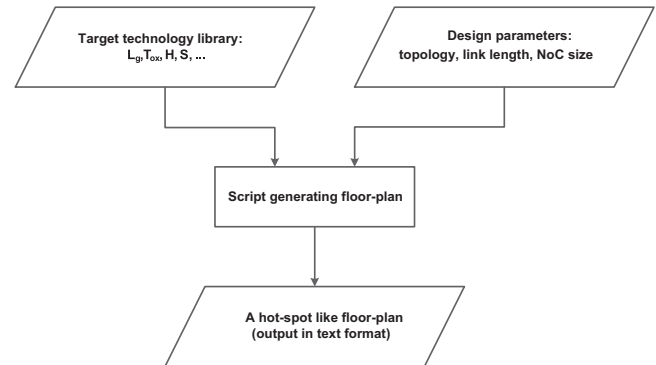 Target technology library:
Lg,Tox, H, S, ...
Design parameters:
topology, link length, NoC size
Script generating floor-plan
A hot-spot like floor-plan
(output in text format)